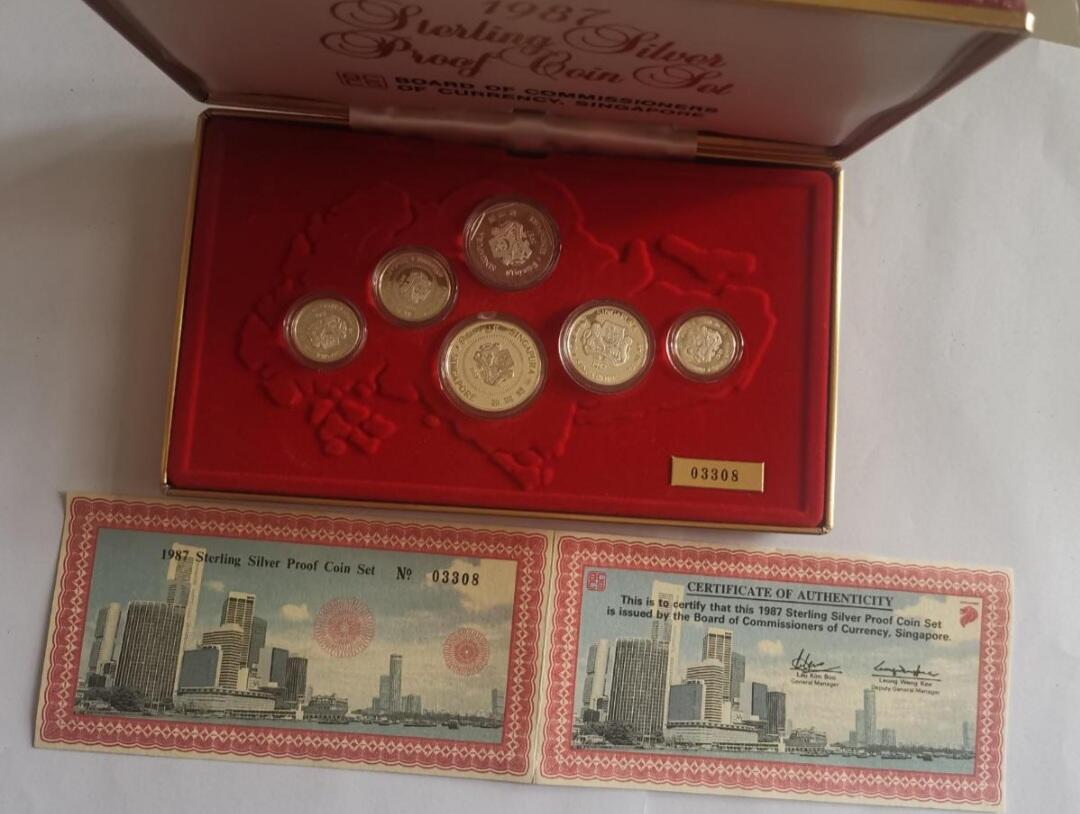 1987
Sterling Silver
Proof Coin Set
BOARD OF COMMISSIONERS
OF CURRENCY, SINGAPORE
SINGAPURA
SINGAPORE
SINGAPURA
03308
1987 Sterling Silver Proof Coin Set Nº 03308
CERTIFICATE OF AUTHENTICITY
This is to certify that this 1987 Sterling Silver Proof Coin Set
is issued by the Board of Commissioners of Currency, Singapore.
Lau Kim Boo
General Manager
Leong Weng Kee
Deputy General Manager